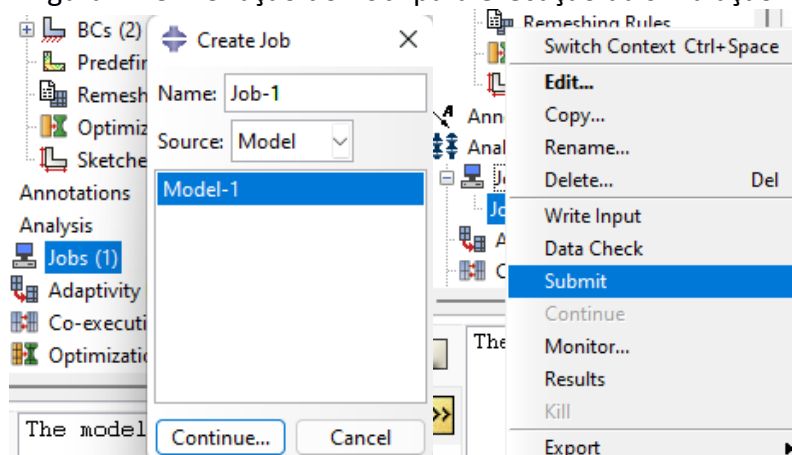 BCs (2)
Remesh
Optimiz
Sketche
Annotations
Analysis
Jobs (1)
Adaptivity
Co-executi
Optimizatio
The model
Create Job
Name: Job-1
Source: Model
Model-1
Continue... Cancel
Remeshing Rules
Ann
Anal
The
Switch Context Ctrl+Space
Edit...
Copy...
Rename...
Delete... Del
Write Input
Data Check
Submit
Continue
Monitor...
Results
Kill
Export